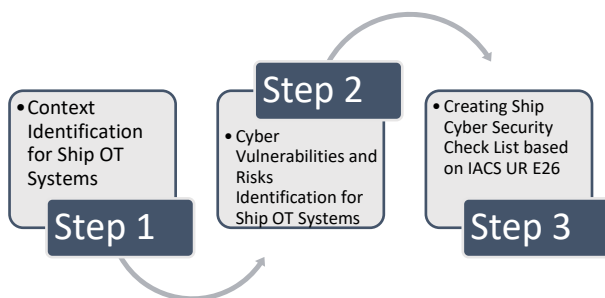 •Context
Identification
for Ship OT
Systems
Step 1
Step 2
•Cyber
Vulnerabilities and
Risks
Identification for
Ship OT Systems
•Creating Ship
Cyber Security
Check List based
on IACS UR E26
Step 3